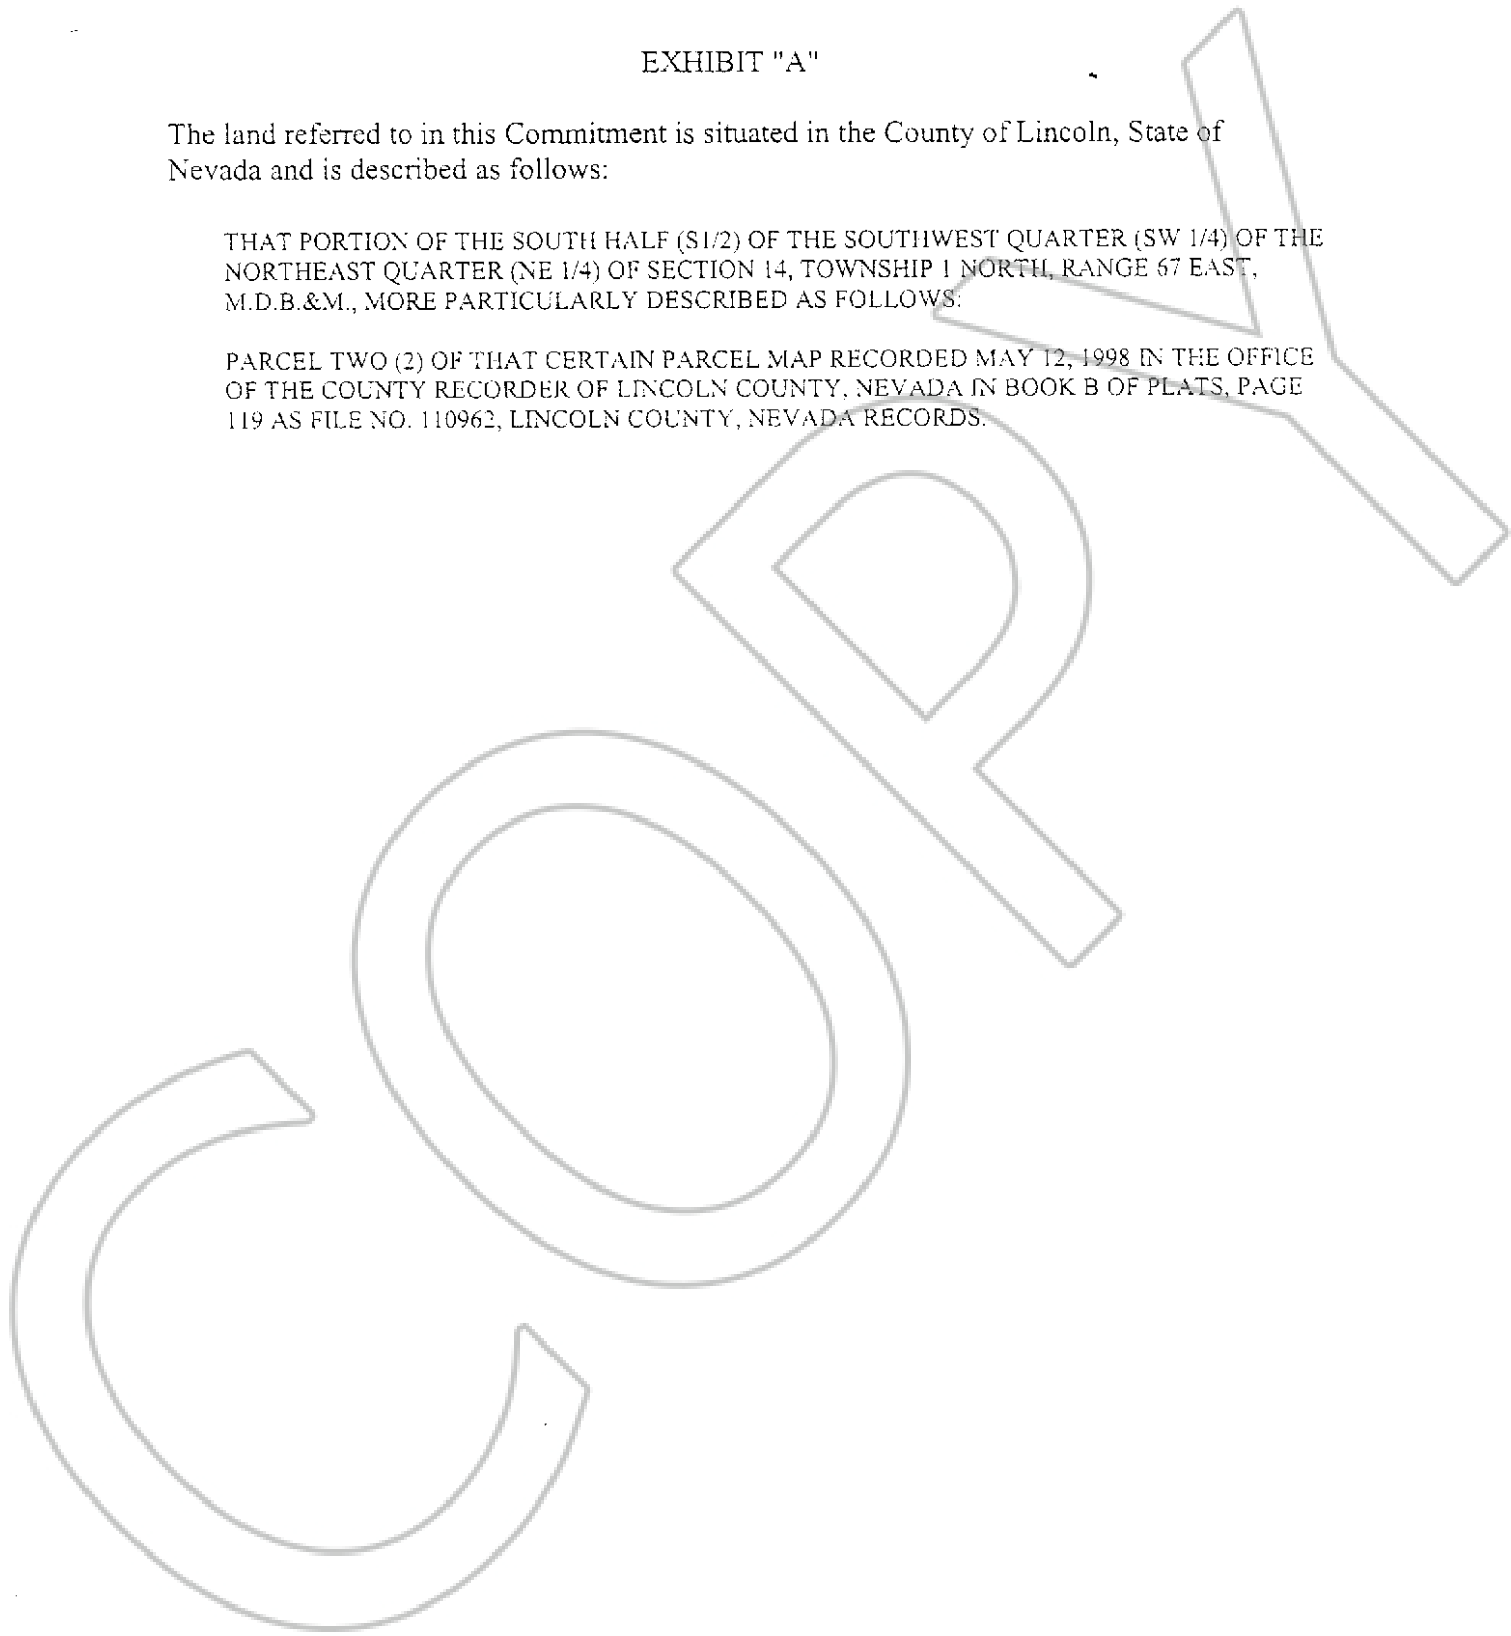 EXHIBIT "A"
The land referred to in this Commitment is situated in the County of Lincoln, State of
Nevada and is described as follows:
THAT PORTION OF THE SOUTH HALF (S1/2) OF THE SOUTHWEST QUARTER (SW 1/4) OF THE
NORTHEAST QUARTER (NE 1/4) OF SECTION 14, TOWNSHIP 1 NORTH, RANGE 67 EAST,
M.D.B.&M., MORE PARTICULARLY DESCRIBED AS FOLLOWS:
PARCEL TWO (2) OF THAT CERTAIN PARCEL MAP RECORDED MAY 12, 1998 IN THE OFFICE
OF THE COUNTY RECORDER OF LINCOLN COUNTY, NEVADA IN BOOK B OF PLATS, PAGE
119 AS FILE NO. 110962, LINCOLN COUNTY, NEVADA RECORDS.
COPY